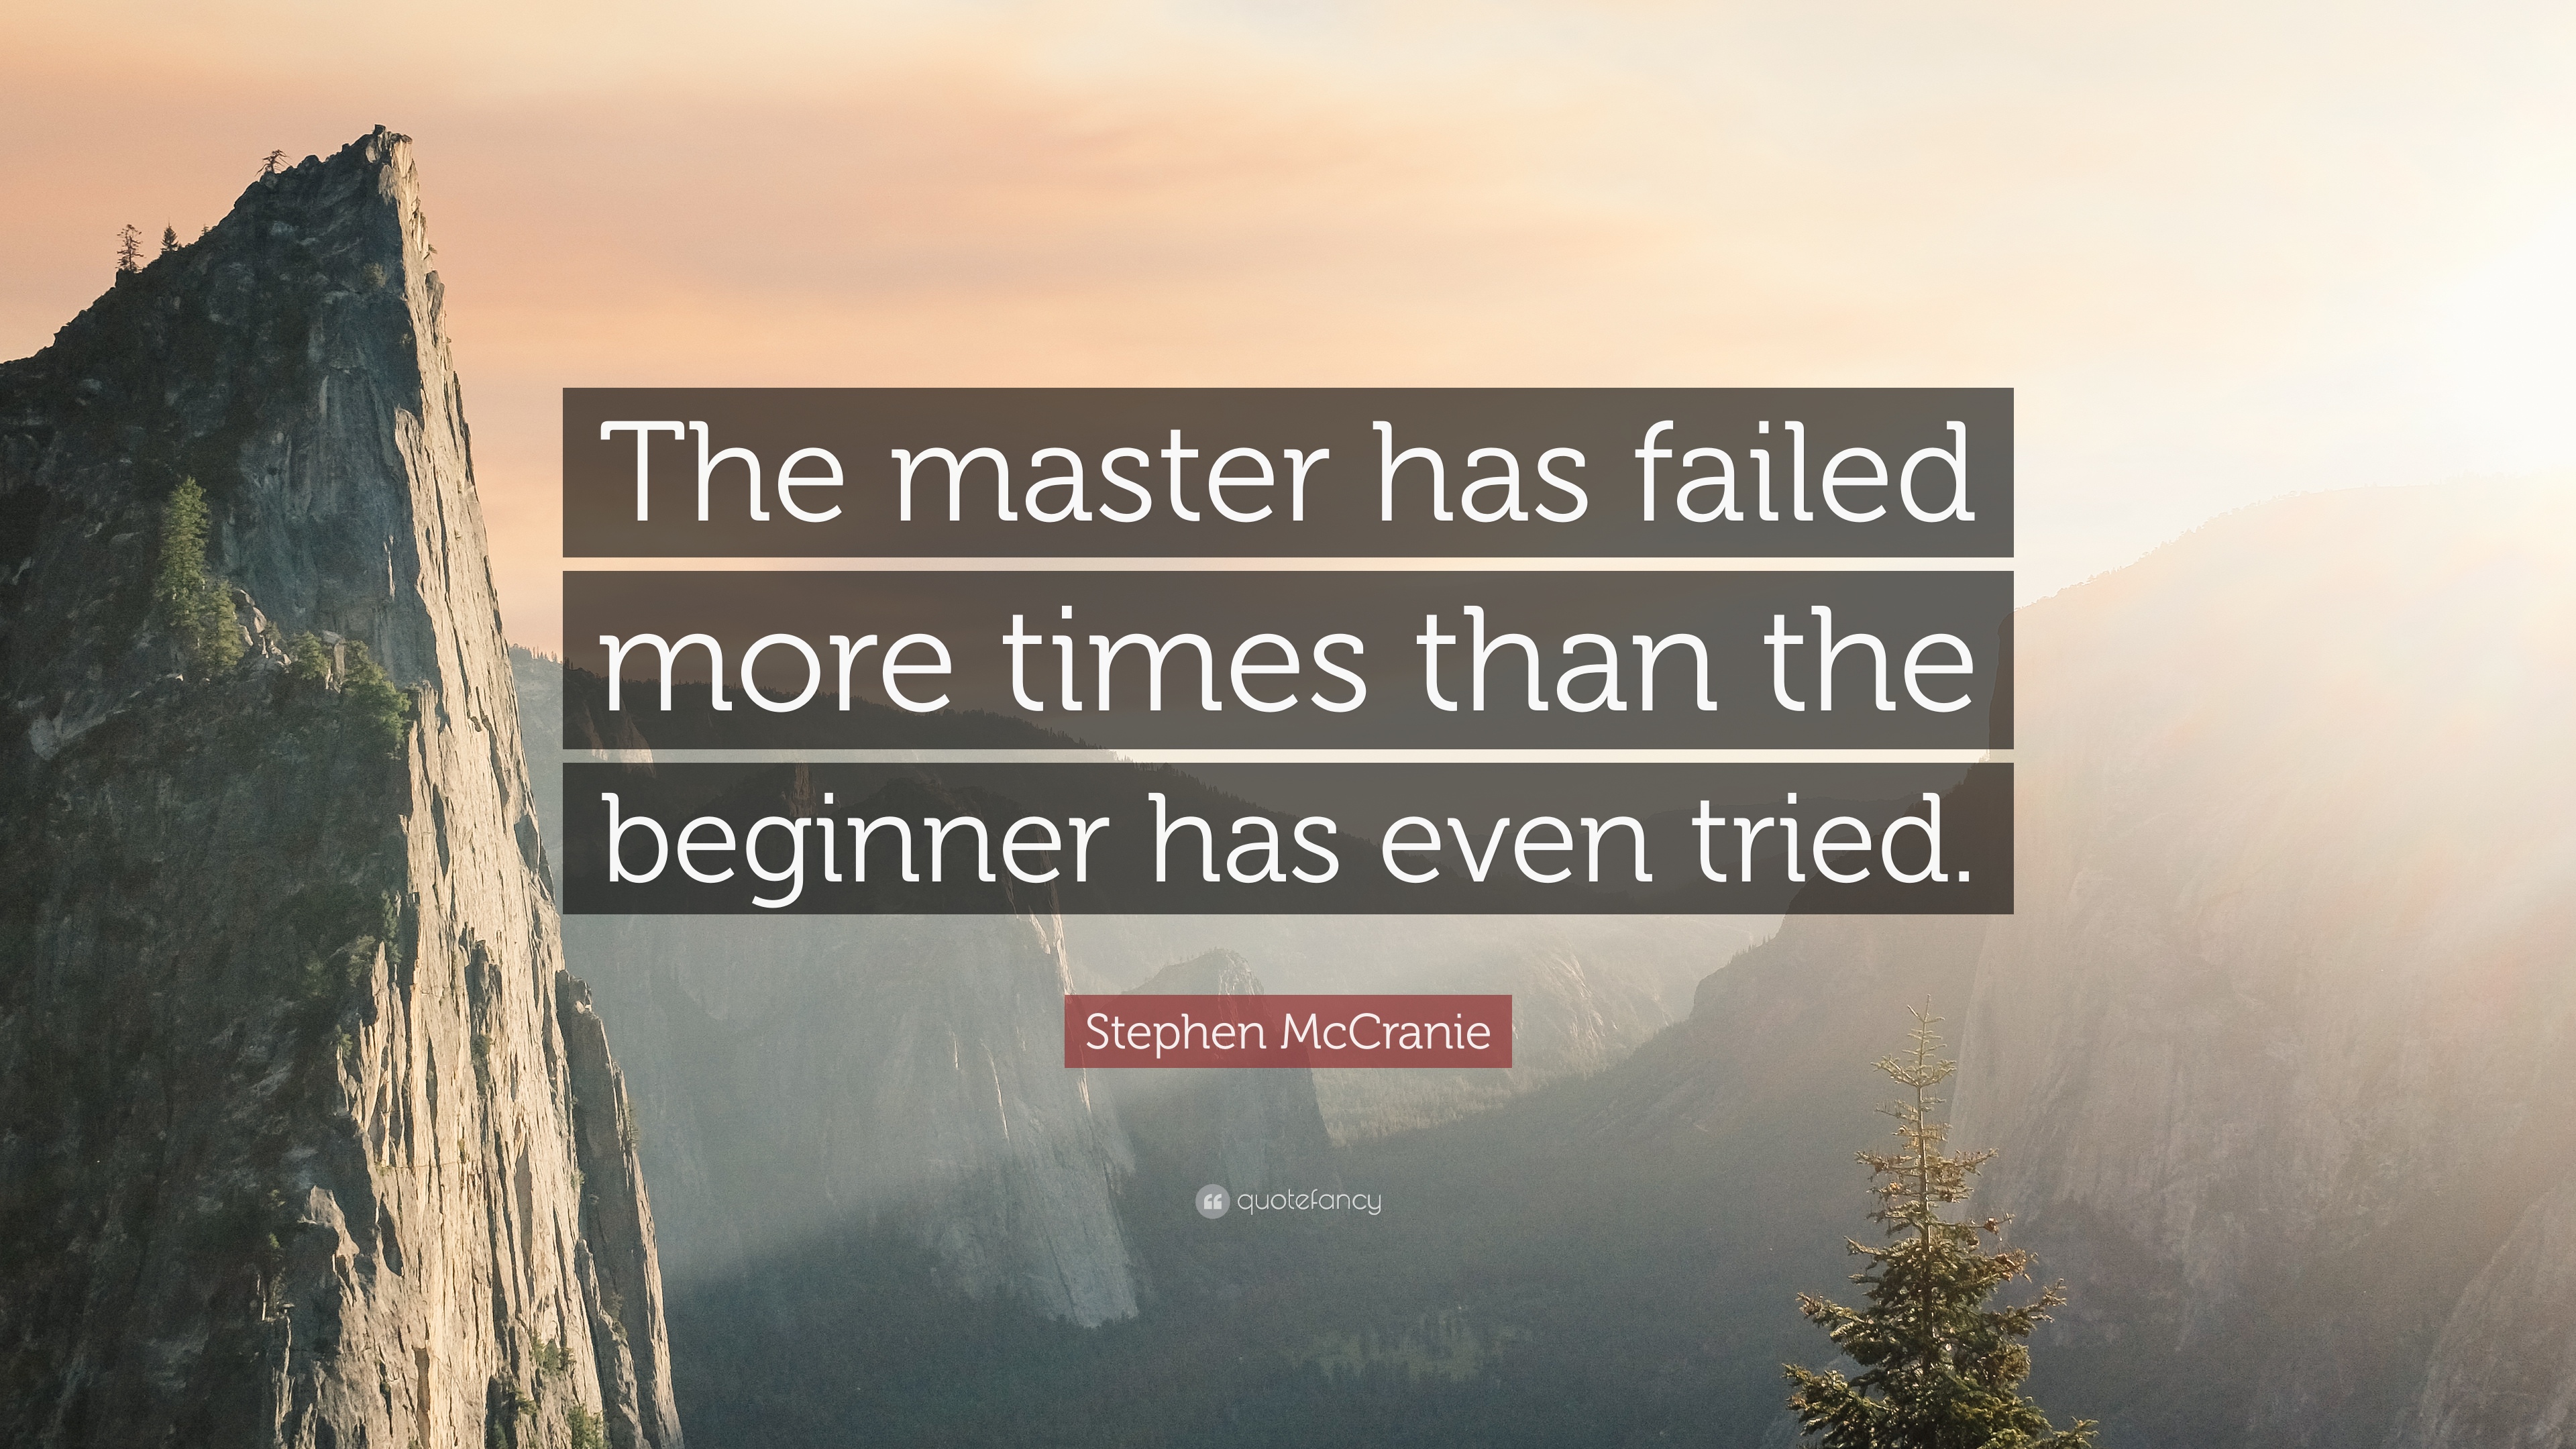 The master has failed
more times than the
beginner has even tried.
Stephen McCranie
quotefancy